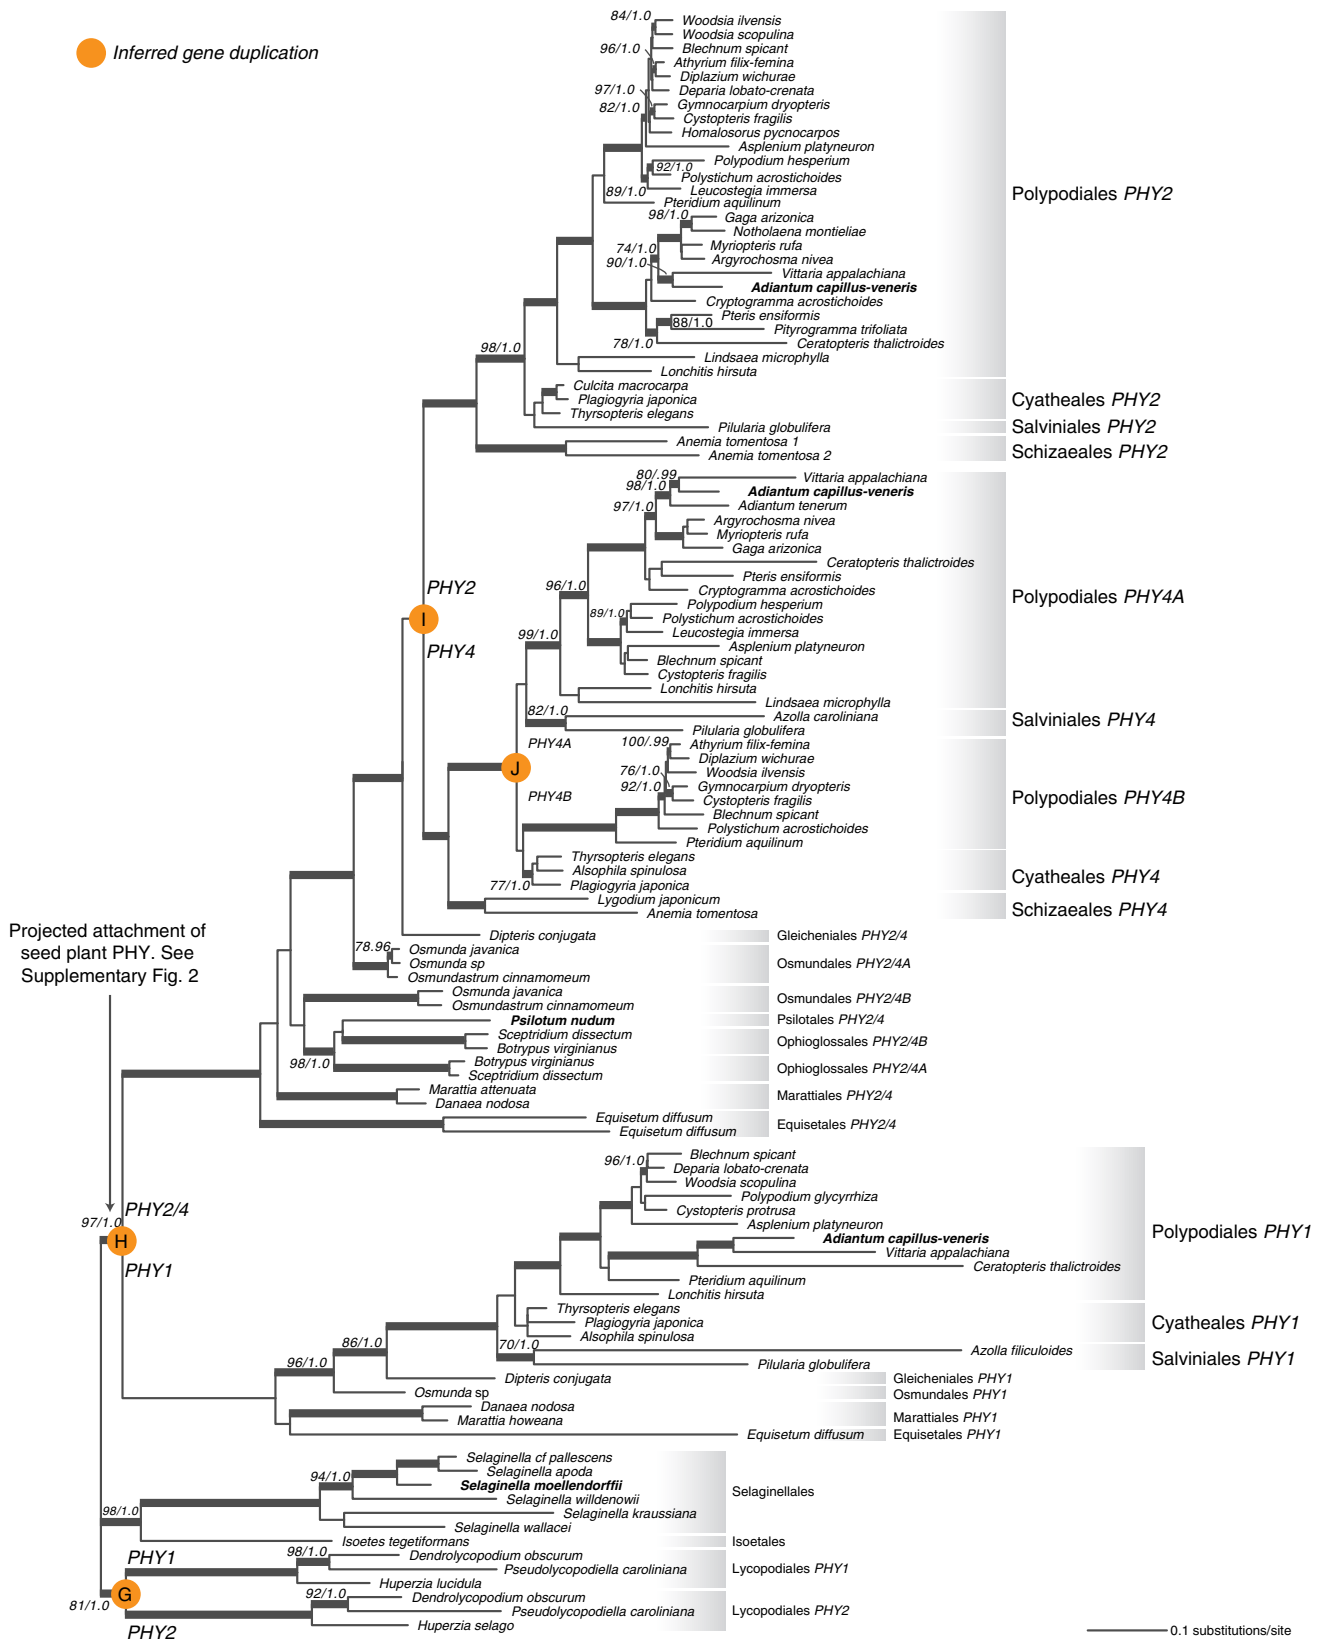 Inferred gene duplication
84/1.0
Woodsia ilvensis
Woodsia scopulina
96/1.0
Blechnum spicant
Athyrium filix-femina
Diplazium wichurae
97/1.0
Deparia lobato-crenata
82/1.0
Gymnocarpium dryopteris
Cystopteris fragilis
Homalosorus pycnocarpos
Asplenium platyneuron
Polypodium hesperium
92/1.0
Polystichum acrostichoides
89/1.0
Leucostegia immersa
Pteridium aquilinum
Polypodiales PHY2
98/1.0
Gaga arizonica
Notholaena montieliae
74/1.0
Myriopteris rufa
90/1.0
Argyrochosma nivea
Vittaria appalachiana
Adiantum capillus-veneris
Cryptogramma acrostichoides
Pteris ensiformis
88/1.0
Pityrogramma trifoliata
78/1.0
Ceratopteris thalictroides
98/1.0
Lindsaea microphylla
Lonchitis hirsuta
Culcita macrocarpa
Plagiogyria japonica
Cyatheales PHY2
Thyrsopteris elegans
Pilularia globulifera
Salviniales PHY2
Anemia tomentosa 1
Schizaeales PHY2
Anemia tomentosa 2
80/.99
Vittaria appalachiana
98/1.0
Adiantum capillus-veneris
97/1.0
Adiantum tenerum
Argyrochosma nivea
Myriopteris rufa
Gaga arizonica
Ceratopteris thalictroides
Pteris ensiformis
96/1.0
Cryptogramma acrostichoides
Polypodiales PHY4A
Polypodium hesperium
89/1.0
Polystichum acrostichoides
99/1.0
Leucostegia immersa
Asplenium platyneuron
Blechnum spicant
Cystopteris fragilis
Lonchitis hirsuta
Lindsaea microphylla
PHY2
I
PHY4
82/1.0
Azolla caroliniana
Salviniales PHY4
Pilularia globulifera
PHY4A
J
PHY4B
100/.99
Athyrium filix-femina
Diplazium wichurae
76/1.0
Woodsia ilvensis
92/1.0
Gymnocarpium dryopteris
Cystopteris fragilis
Polypodiales PHY4B
Blechnum spicant
Polystichum acrostichoides
Pteridium aquilinum
Thyrsopteris elegans
Alsophila spinulosa
Cyatheales PHY4
77/1.0
Plagiogyria japonica
Lygodium japonicum
Schizaeales PHY4
Anemia tomentosa
Dipteris conjugata
Gleicheniales PHY2/4
78.96
Osmunda javanica
Osmunda sp
Osmundales PHY2/4A
Osmundastrum cinnamomeum
Osmunda javanica
Osmundales PHY2/4B
Osmundastrum cinnamomeum
Psilotum nudum
Psilotales PHY2/4
Sceptridium dissectum
Ophioglossales PHY2/4B
Botrypus virginianus
98/1.0
Botrypus virginianus
Ophioglossales PHY2/4A
Sceptridium dissectum
Marattia attenuata
Marattiales PHY2/4
Danaea nodosa
Equisetum diffusum
Equisetales PHY2/4
Equisetum diffusum
Projected attachment of
seed plant PHY. See
Supplementary Fig. 2
PHY2/4
97/1.0
H
PHY1
96/1.0
Blechnum spicant
Deparia lobato-crenata
Woodsia scopulina
Polypodium glycyrrhiza
Cystopteris protrusa
Asplenium platyneuron
Polypodiales PHY1
Adiantum capillus-veneris
Vittaria appalachiana
Ceratopteris thalictroides
Pteridium aquilinum
Lonchitis hirsuta
Thyrsopteris elegans
Plagiogyria japonica
Cyatheales PHY1
Alsophila spinulosa
86/1.0
70/1.0
Azolla filiculoides
Salviniales PHY1
Pilularia globulifera
96/1.0
Dipteris conjugata
Gleicheniales PHY1
Osmunda sp
Osmundales PHY1
Danaea nodosa
Marattiales PHY1
Marattia howeana
Equisetum diffusum
Equisetales PHY1
Selaginella cf pallescens
Selaginella apoda
94/1.0
Selaginella moellendorffii
Selaginellales
Selaginella willdenowii
98/1.0
Selaginella kraussiana
Selaginella wallacei
Isoetes tegetiformans
Isoetales
PHY1
98/1.0
Dendrolycopodium obscurum
Pseudolycopodiella caroliniana
Lycopodiales PHY1
Huperzia lucidula
G
81/1.0
92/1.0
Dendrolycopodium obscurum
Pseudolycopodiella caroliniana
Lycopodiales PHY2
Huperzia selago
PHY2
0.1 substitutions/site